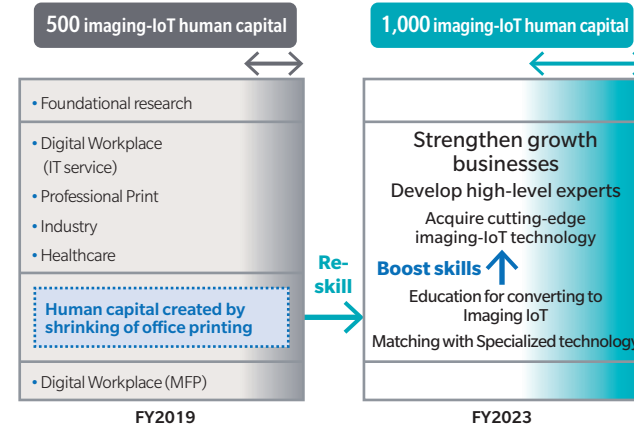 500 imaging-IoT human capital
• Foundational research
• Digital Workplace
(IT service)
• Professional Print
• Industry
• Healthcare
Human capital created by
shrinking of office printing
• Digital Workplace (MFP)
FY2019
Re-
skill
1,000 imaging-IoT human capital
Strengthen growth
businesses
Develop high-level experts
Acquire cutting-edge
imaging-IoT technology
Boost skills
Education for converting to
Imaging IoT
Matching with Specialized technology
FY2023